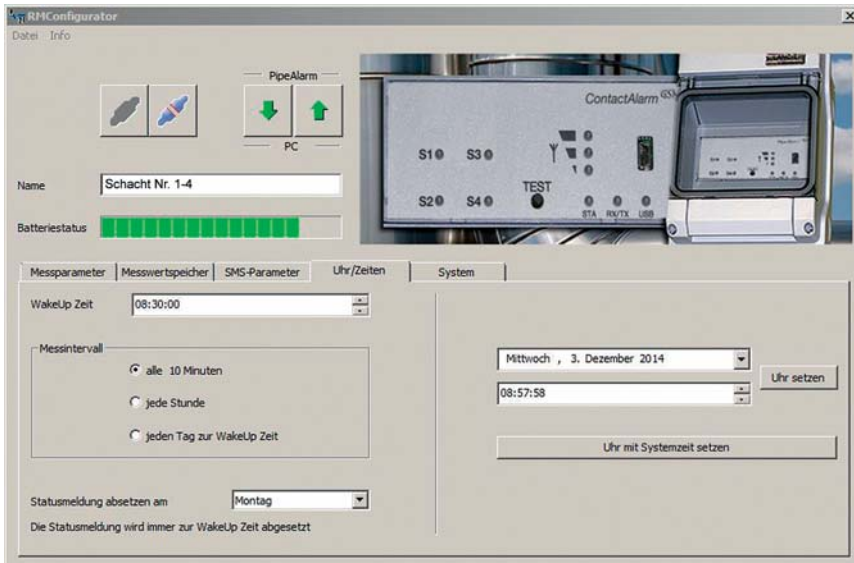 RMConfigurator
Datei Info
PipeAlarm
PC
Name
Schacht Nr. 1-4
Batteriestatus
ContactAlarm GSM
S1 S3
S2 S4
TEST
STA RX/TX USB
Messparameter Messwertspeicher SMS-Parameter Uhr/Zeiten System
WakeUp Zeit
08:30:00
Messintervall
alle 10 Minuten
jede Stunde
jeden Tag zur WakeUp Zeit
Statusmeldung absetzen am
Montag
Die Statusmeldung wird immer zur WakeUp Zeit abgesetzt
Mittwoch , 3. Dezember 2014
08:57:58
Uhr setzen
Uhr mit Systemzeit setzen